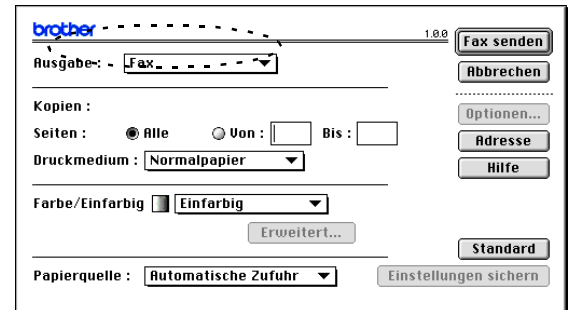 brother 1.0.0 Fax senden
Ausgabe: Fax
Abbrechen
Kopien :
Optionen...
Seiten : Alle Von : Bis :
Adresse
Druckmedium : Normalpapier
Hilfe
Farbe/Einfarbig Einfarbig
Erweitert...
Standard
Papierquelle : Automatische Zufuhr Einstellungen sichern